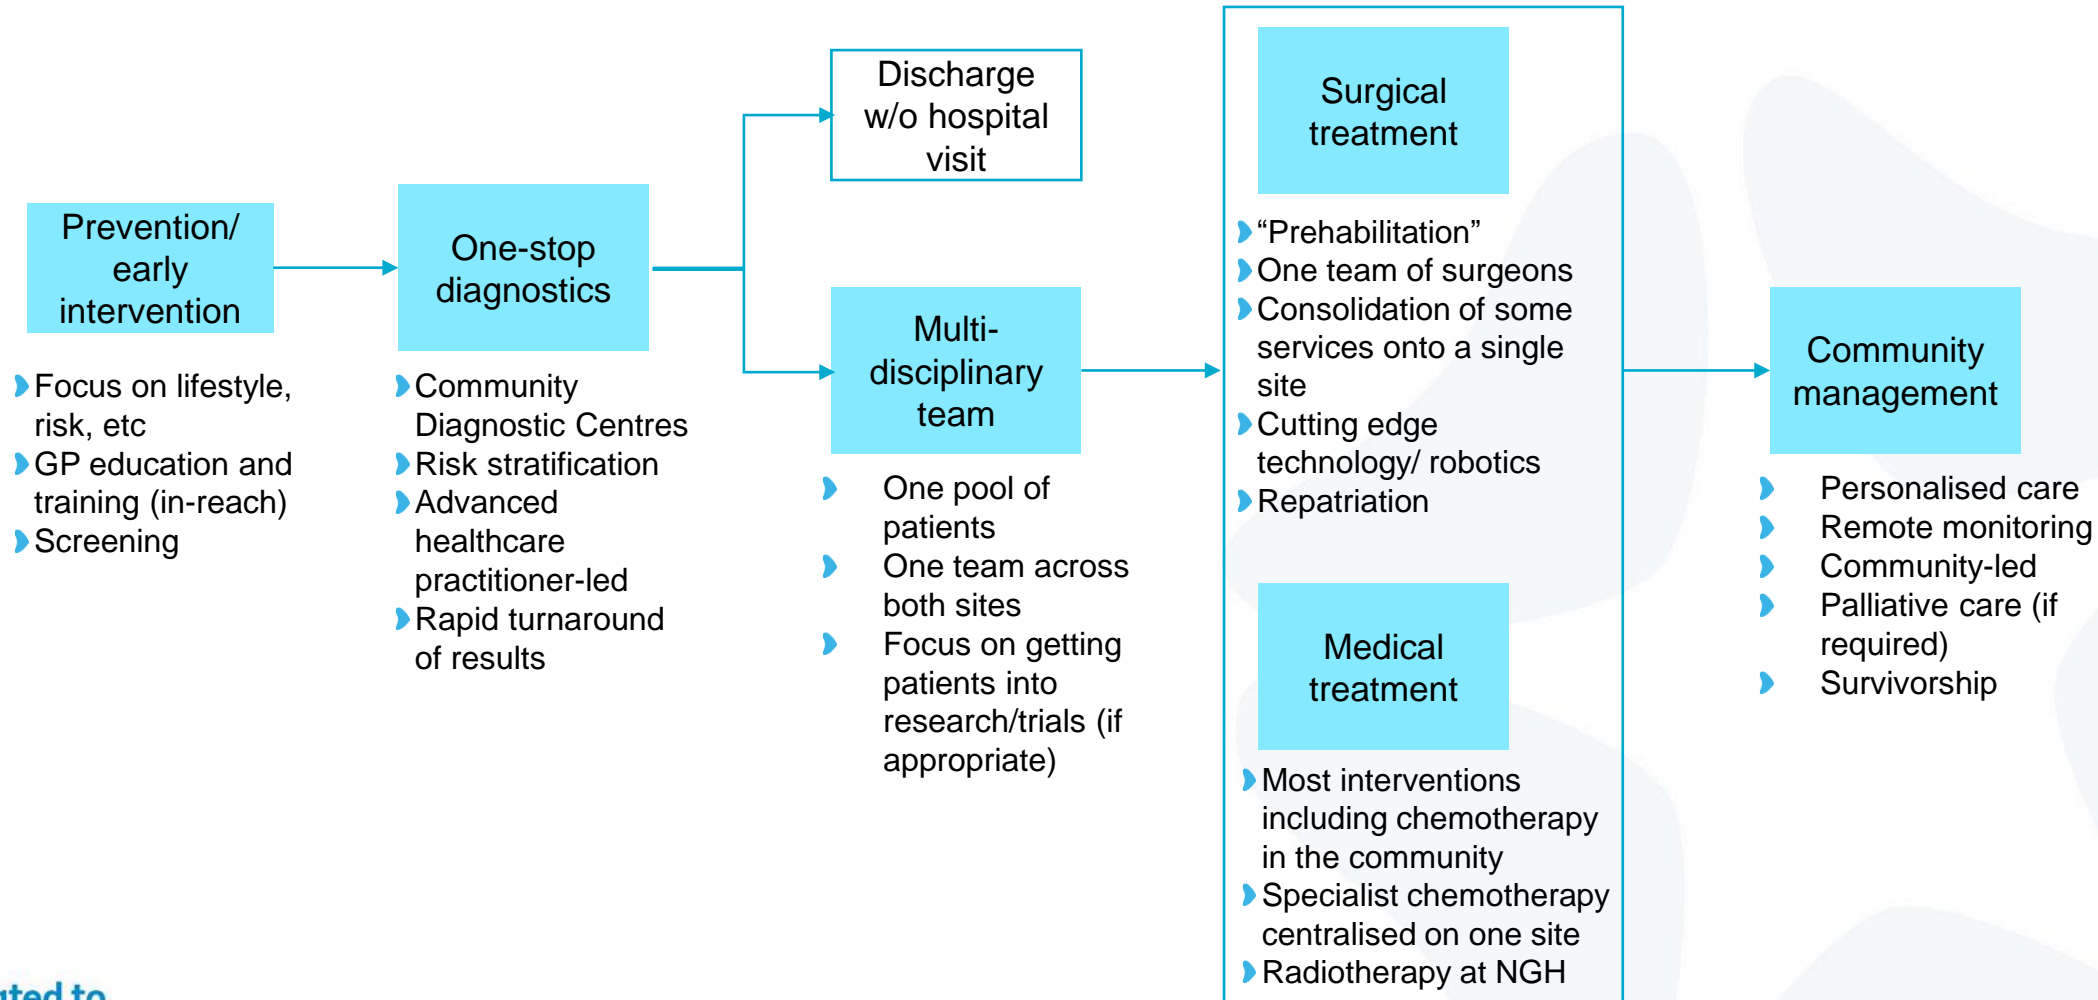 Prevention/
early
intervention
Focus on lifestyle,
risk, etc
GP education and
training (in-reach)
Screening
One-stop
diagnostics
Community
Diagnostic Centres
Risk stratification
Advanced
healthcare
practitioner-led
Rapid turnaround
of results
Discharge
w/o hospital
visit
Multi-
disciplinary
team
One pool of
patients
One team across
both sites
Focus on getting
patients into
research/trials (if
appropriate)
Surgical
treatment
“Prehabilitation”
One team of surgeons
Consolidation of some
services onto a single
site
Cutting edge
technology/ robotics
Repatriation
Medical
treatment
Most interventions
including chemotherapy
in the community
Specialist chemotherapy
centralised on one site
Radiotherapy at NGH
Community
management
Personalised care
Remote monitoring
Community-led
Palliative care (if
required)
Survivorship
to